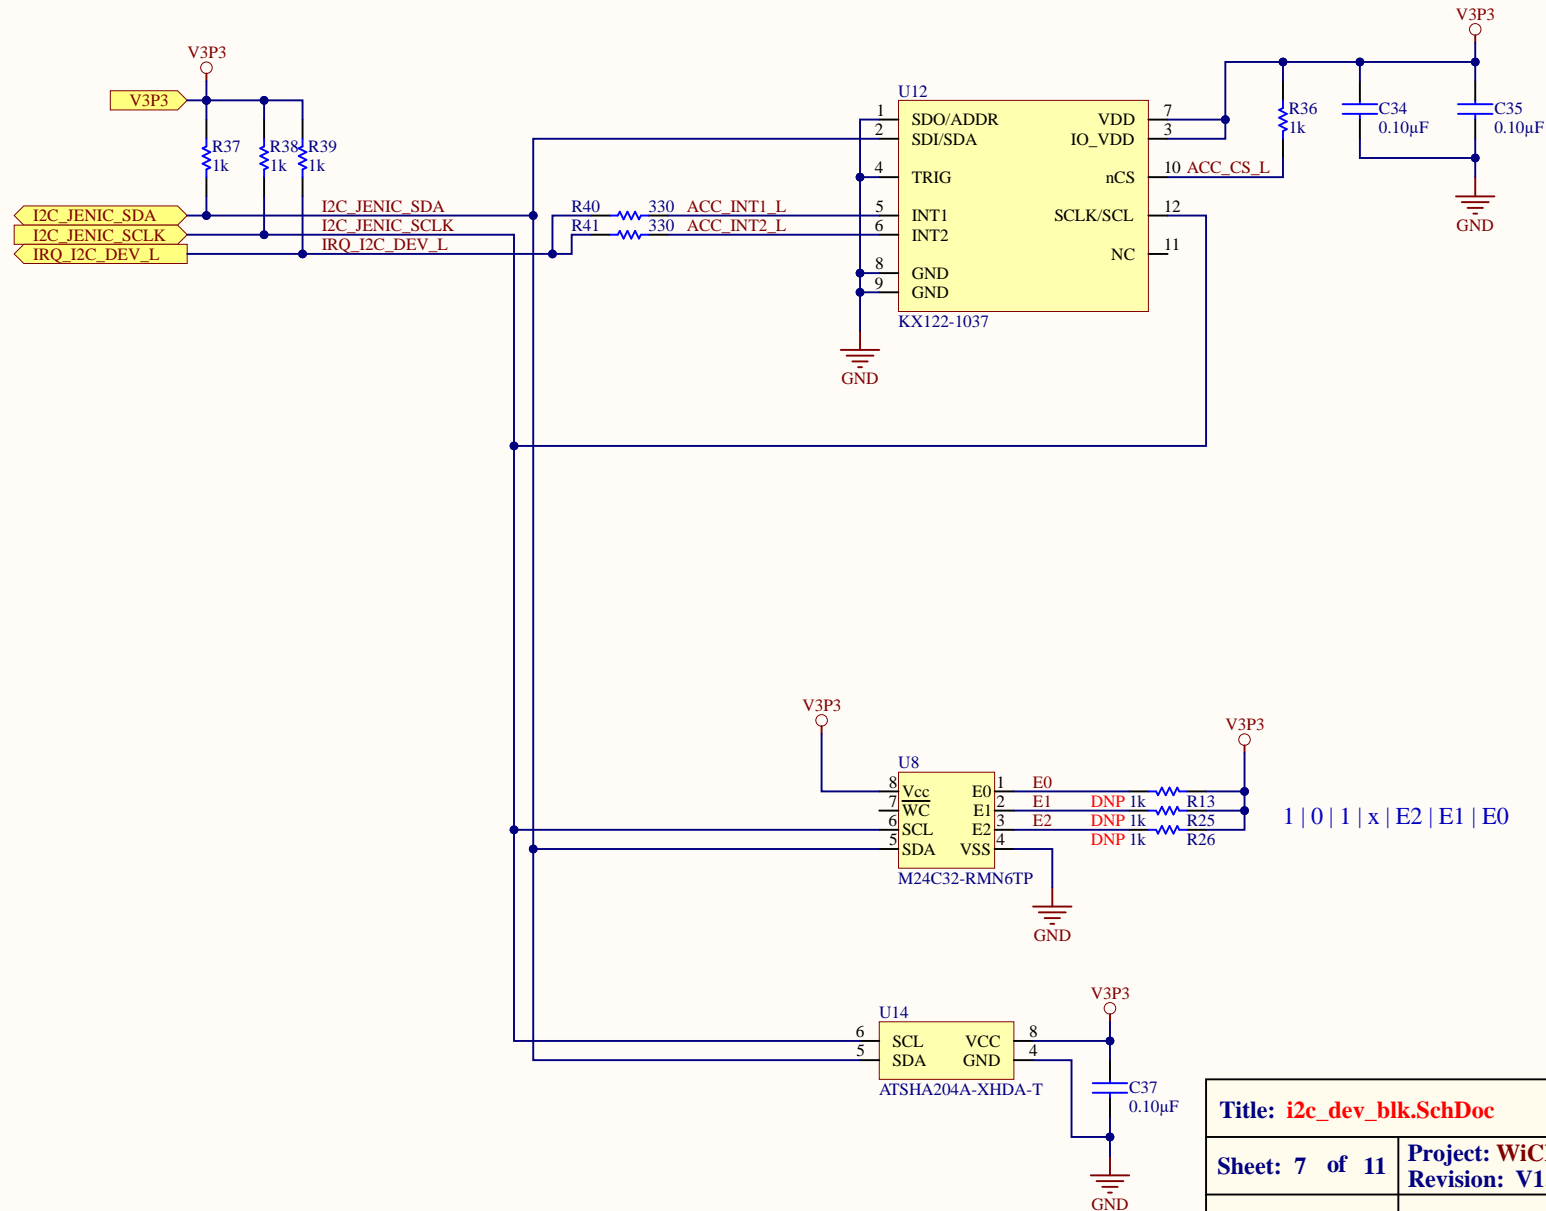 V3P3
V3P3
R37
1k
R38
1k
R39
1k
I2C_JENIC_SDA
I2C_JENIC_SCLK
IRQ_I2C_DEV_L
I2C_JENIC_SDA
I2C_JENIC_SCLK
IRQ_I2C_DEV_L
R40 330 ACC_INT1_L
R41 330 ACC_INT2_L
U12
1 SDO/ADDR VDD 7
2 SDI/SDA IO_VDD 3
4 TRIG nCS 10 ACC_CS_L
5 INT1 SCLK/SCL 12
6 INT2
NC 11
8 GND
9 GND
KX122-1037
GND
V3P3
R36
1k
C34
0.10µF
C35
0.10µF
GND
V3P3
V3P3
U8
8 Vcc E0 1 E0
7 WC E1 2 E1 DNP 1k R13
6 SCL E2 3 E2 DNP 1k R25
5 SDA VSS 4 DNP 1k R26
M24C32-RMN6TP
1 | 0 | 1 | x | E2 | E1 | E0
GND
V3P3
U14
6 SCL VCC 8
5 SDA GND 4
ATSHA204A-XHDA-T
C37
0.10µF
GND
Title: i2c_dev_blk.SchDoc
Sheet: 7 of 11
Project: WiC
Revision: V1